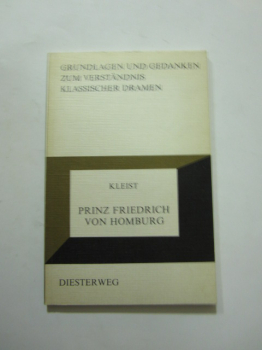 GRUNDLAGEN UND GEDANKEN
ZUM VERSTÄNDNIS
KLASSISCHER DRAMEN
KLEIST
PRINZ FRIEDRICH
VON HOMBURG
DIESTERWEG